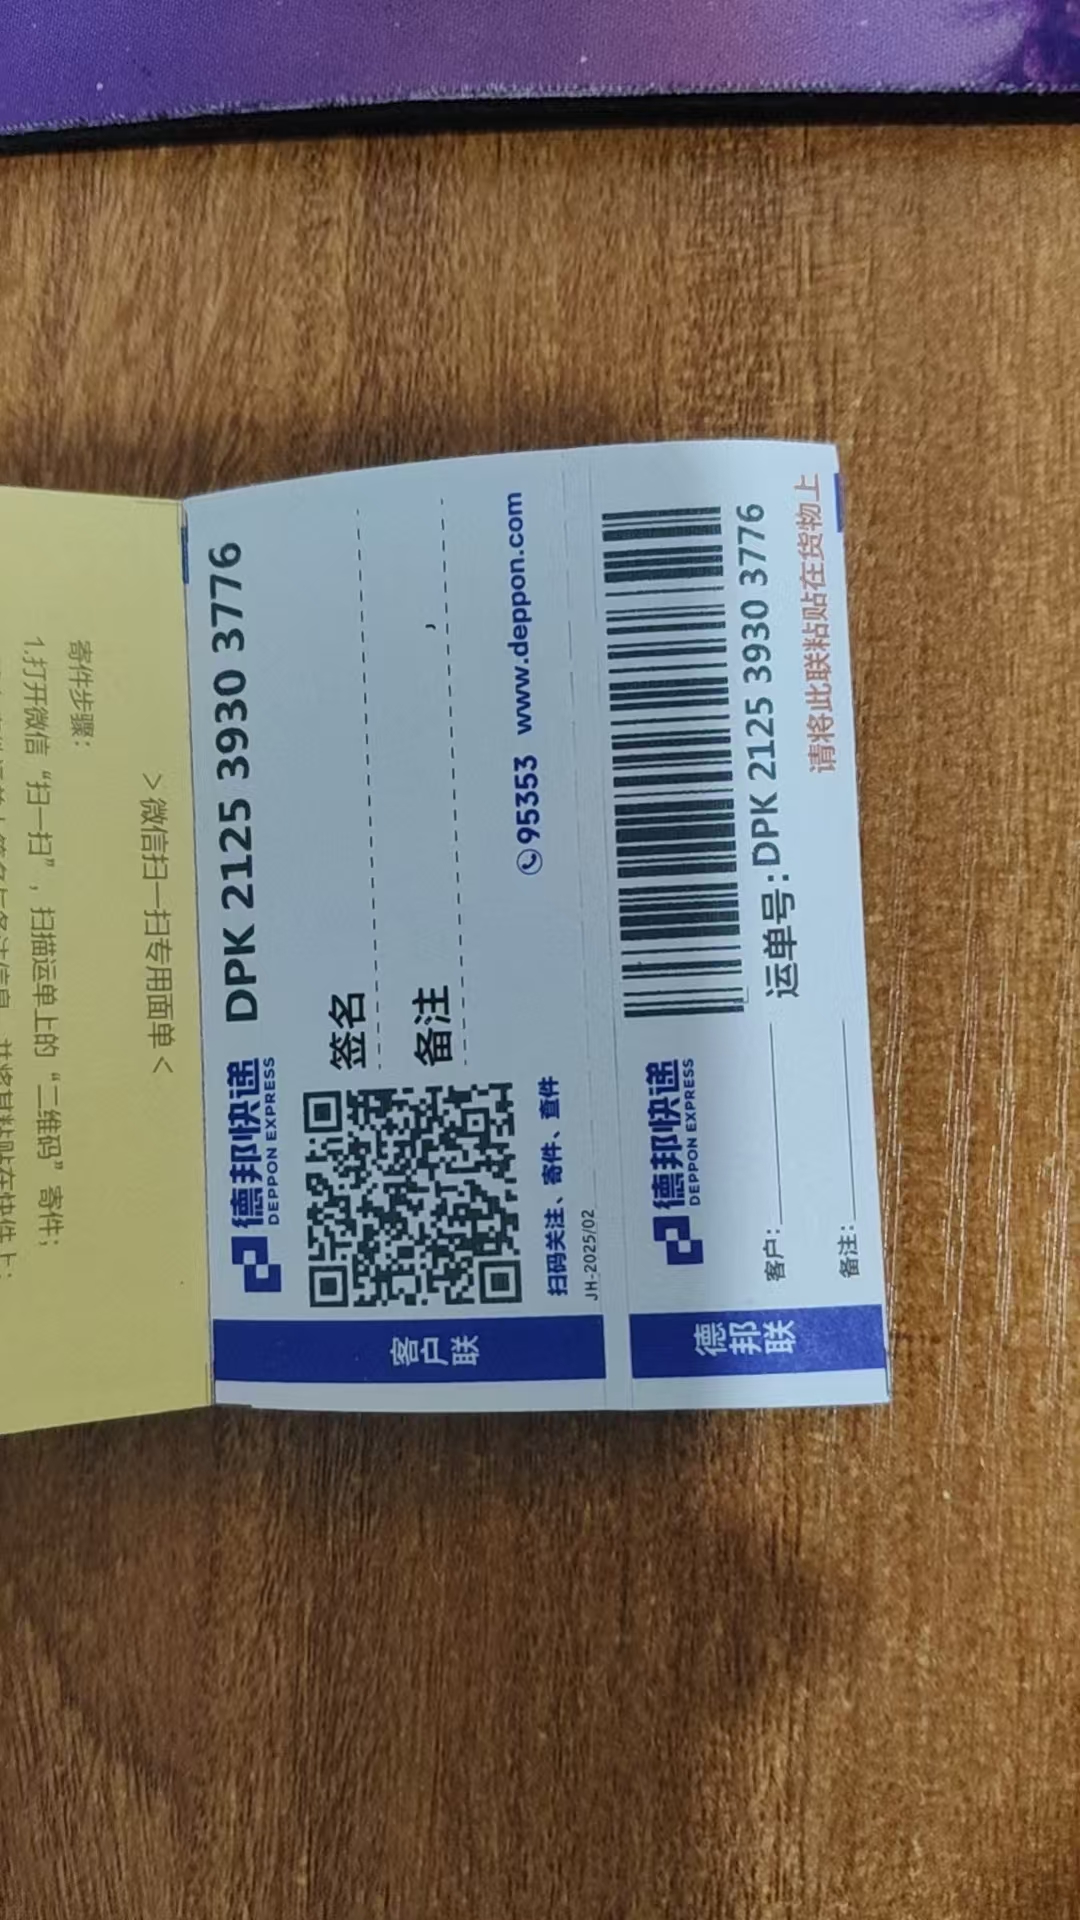 寄件步骤：
1.打开微信“扫一扫”，扫描运单上的“二维码”寄件；
>微信扫一扫专用面单<
德邦快递
DEPPON EXPRESS
DPK 2125 3930 3776
签名
备注
扫码关注、寄件、查件
95353 www.deppon.com
JH-2025/02
客户联
德邦快递
DEPPON EXPRESS
运单号:DPK 2125 3930 3776
客户:
备注:
请将此联粘贴在货物上
德邦联